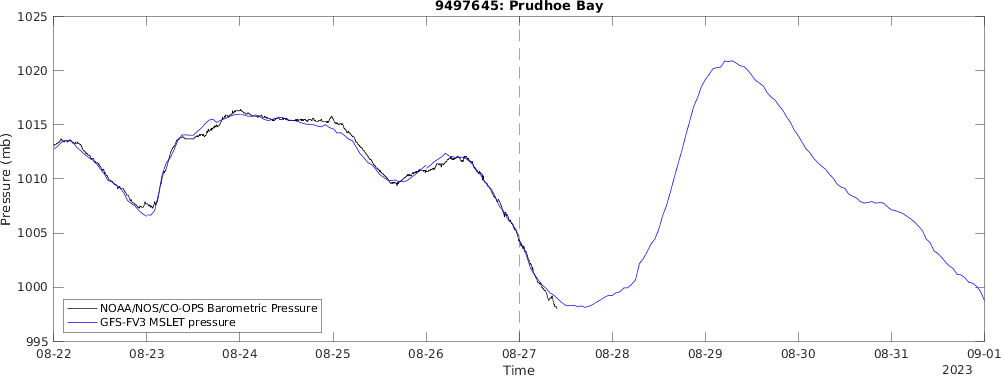 9497645: Prudhoe Bay
1025
1020
1015
1010
1005
1000
995
Pressure (mb)
NOAA/NOS/CO-OPS Barometric Pressure
GFS-FV3 MSLET pressure
08-22 08-23 08-24 08-25 08-26 08-27 08-28 08-29 08-30 08-31 09-01
Time
2023